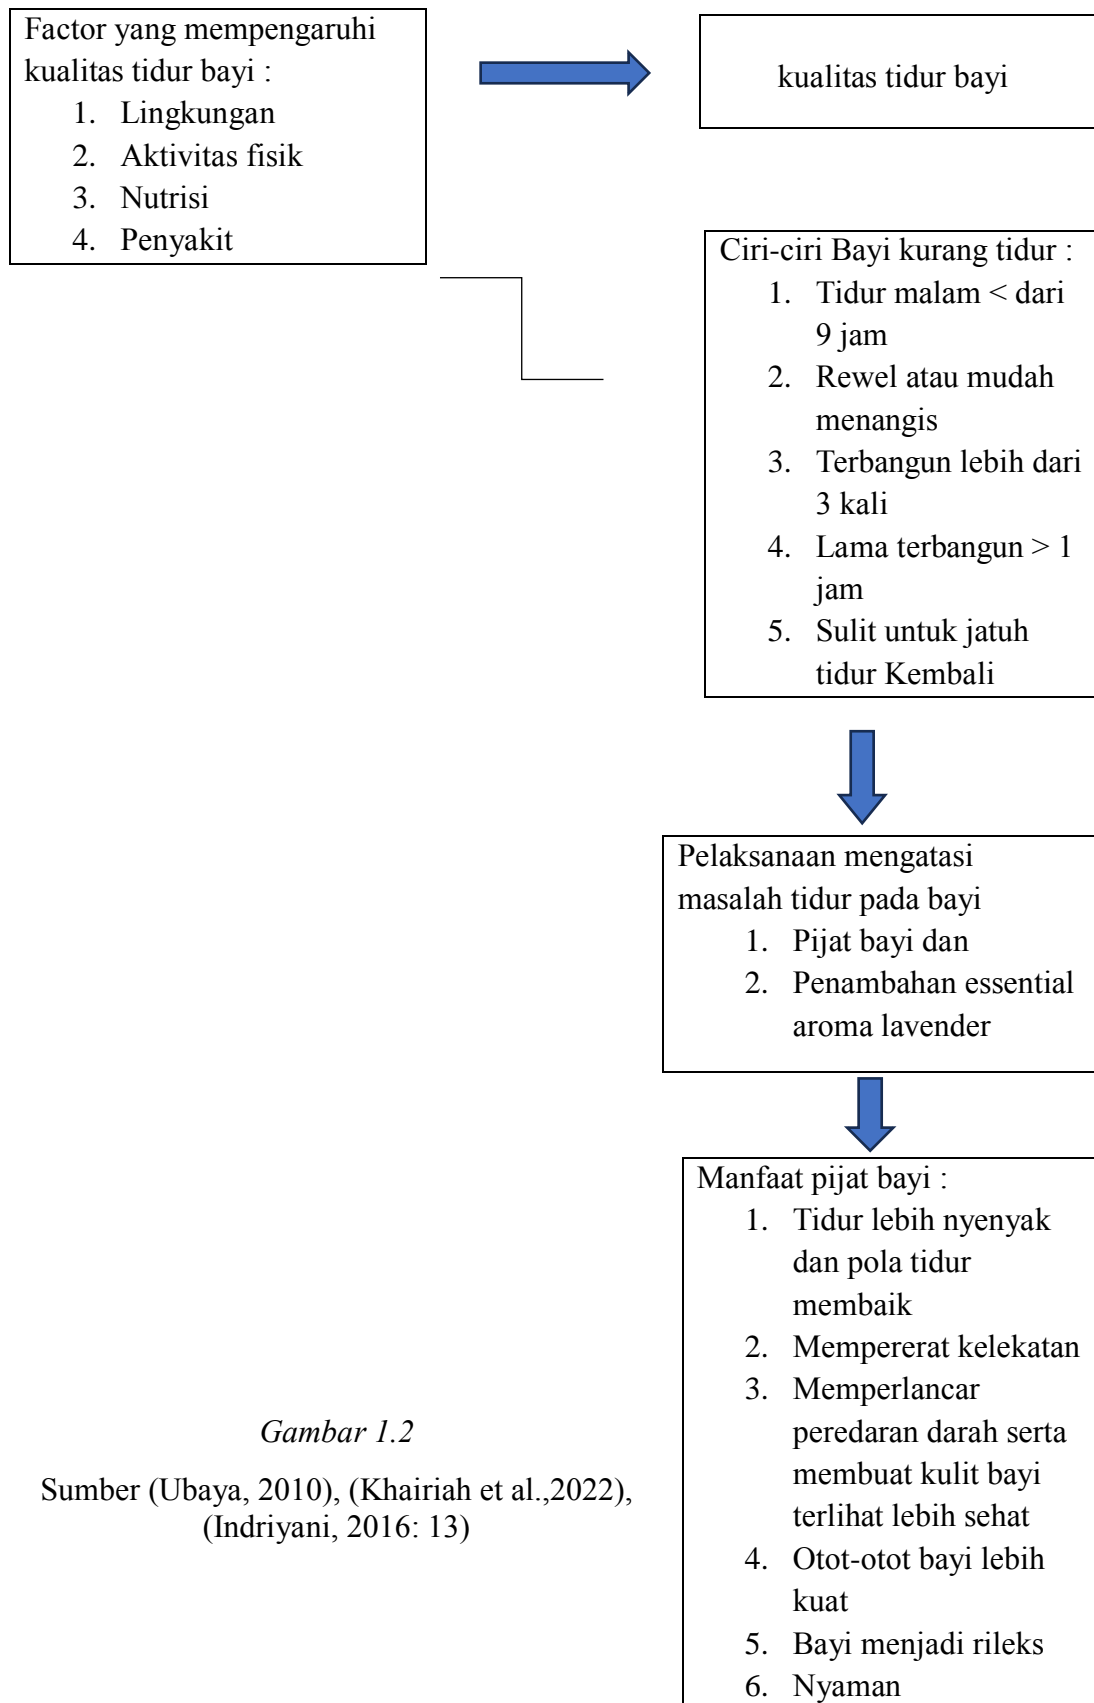 Factor yang mempengaruhi
kualitas tidur bayi :
1. Lingkungan
2. Aktivitas fisik
3. Nutrisi
4. Penyakit
kualitas tidur bayi
Ciri-ciri Bayi kurang tidur :
1. Tidur malam < dari
9 jam
2. Rewel atau mudah
menangis
3. Terbangun lebih dari
3 kali
4. Lama terbangun > 1
jam
5. Sulit untuk jatuh
tidur Kembali
Pelaksanaan mengatasi
masalah tidur pada bayi
1. Pijat bayi dan
2. Penambahan essential
aroma lavender
Manfaat pijat bayi :
1. Tidur lebih nyenyak
dan pola tidur
membaik
2. Mempererat kelekatan
3. Memperlancar
peredaran darah serta
membuat kulit bayi
terlihat lebih sehat
4. Otot-otot bayi lebih
kuat
5. Bayi menjadi rileks
6. Nyaman
Gambar 1.2
Sumber (Ubaya, 2010), (Khairiah et al.,2022),
(Indriyani, 2016: 13)